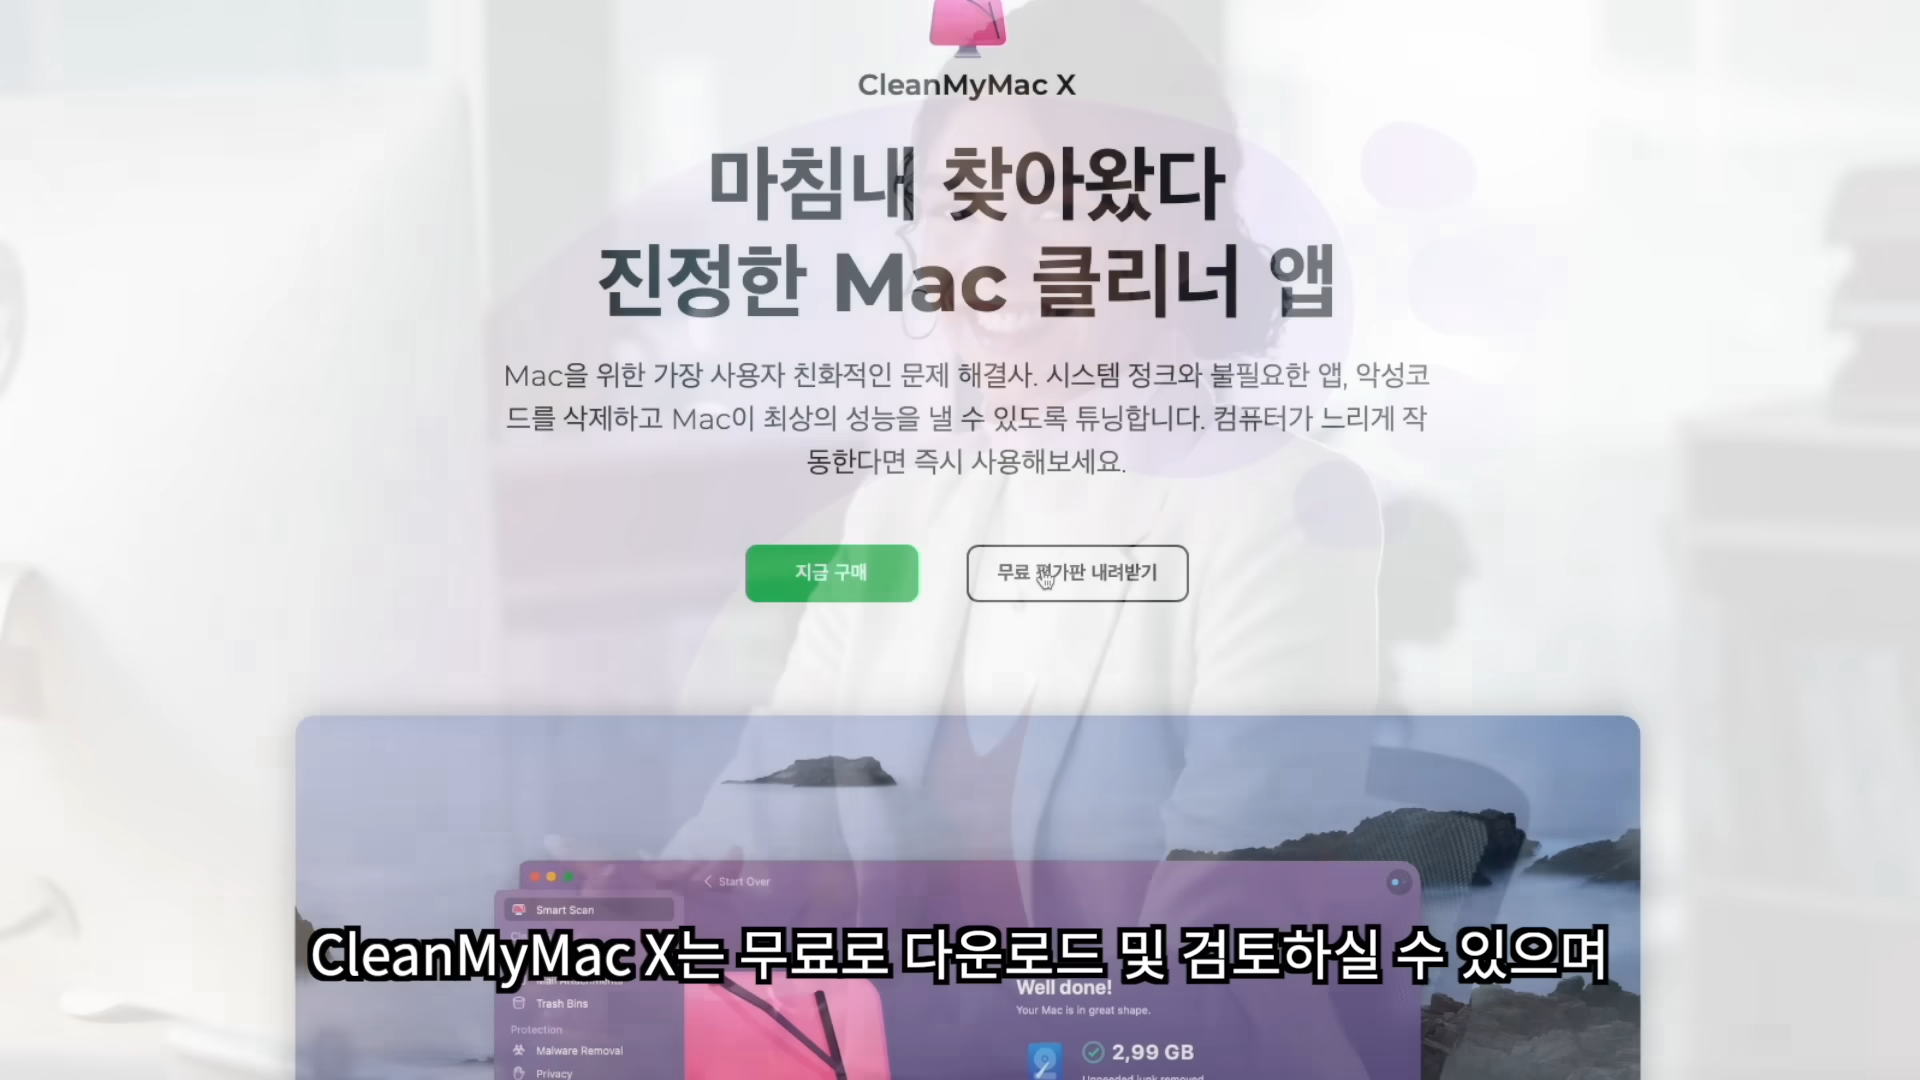 CleanMyMac X
마침내 찾아왔다
진정한 Mac 클리너 앱
Mac을 위한 가장 사용자 친화적인 문제 해결사. 시스템 정크와 불필요한 앱, 악성코
드를 삭제하고 Mac이 최상의 성능을 낼 수 있도록 튜닝합니다. 컴퓨터가 느리게 작
동한다면 즉시 사용해보세요.
지금 구매
무료 평가판 내려받기
Start Over
Smart Scan
CleanMyMac X는 무료로 다운로드 및 검토하실 수 있으며
Mail Attachments
Well done!
Trash Bins
Your Mac is in great shape.
Protection
Malware Removal
2,99 GB
Privacy
Unneeded junk removed